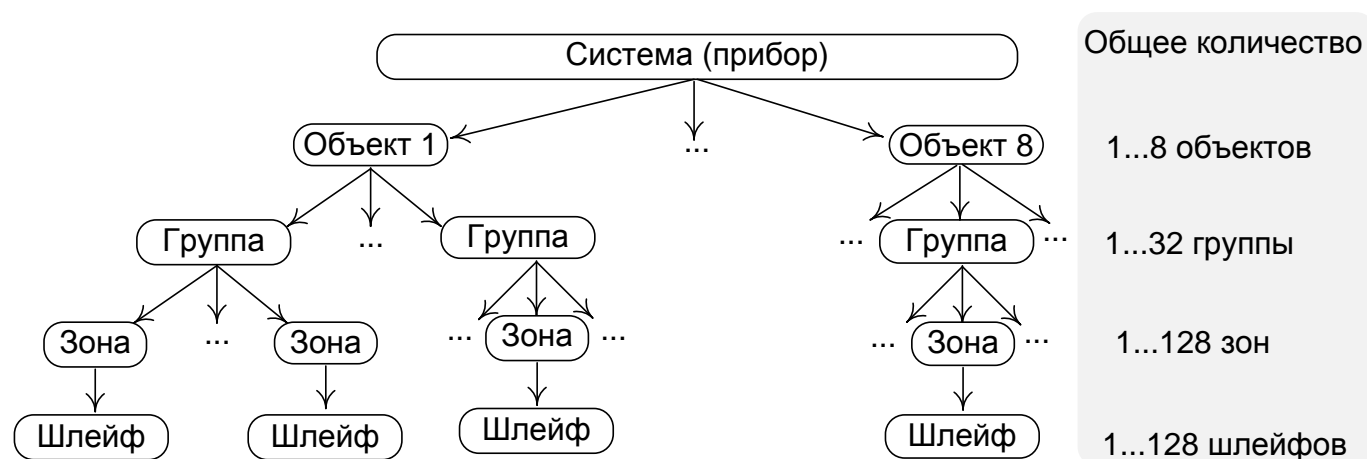 Система (прибор)
Общее количество
Объект 1
...
Объект 8
1...8 объектов
Группа
...
Группа
...
Группа
...
1...32 группы
Зона
...
Зона
...
Зона
...
...
Зона
...
1...128 зон
Шлейф
Шлейф
Шлейф
Шлейф
1...128 шлейфов